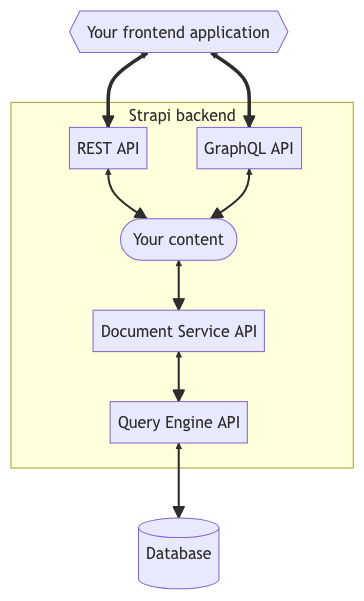 Your frontend application
Strapi backend
REST API
GraphQL API
Your content
Document Service API
Query Engine API
Database